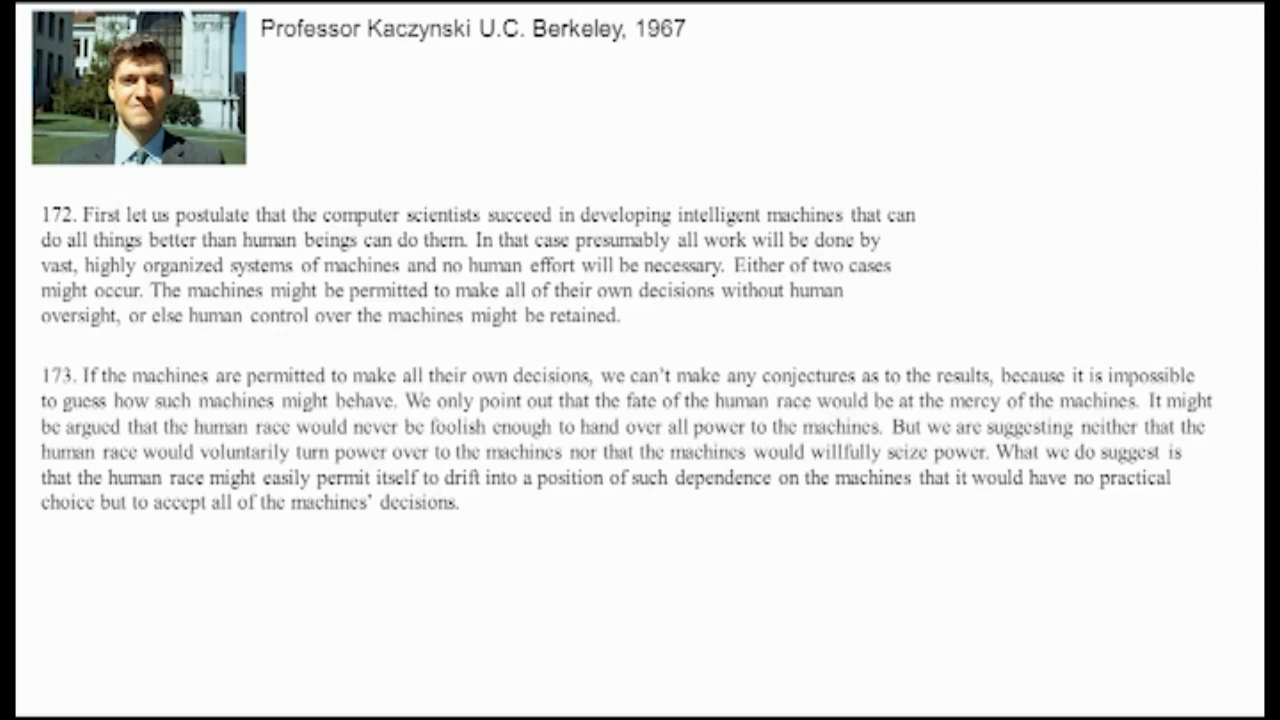 Professor Kaczynski U.C. Berkeley, 1967
172. First let us postulate that the computer scientists succeed in developing intelligent machines that can
do all things better than human beings can do them. In that case presumably all work will be done by
vast, highly organized systems of machines and no human effort will be necessary. Either of two cases
might occur. The machines might be permitted to make all of their own decisions without human
oversight, or else human control over the machines might be retained.
173. If the machines are permitted to make all their own decisions, we can't make any conjectures as to the results, because it is impossible
to guess how such machines might behave. We only point out that the fate of the human race would be at the mercy of the machines. It might
be argued that the human race would never be foolish enough to hand over all power to the machines. But we are suggesting neither that the
human race would voluntarily turn power over to the machines nor that the machines would willfully seize power. What we do suggest is
that the human race might easily permit itself to drift into a position of such dependence on the machines that it would have no practical
choice but to accept all of the machines' decisions.